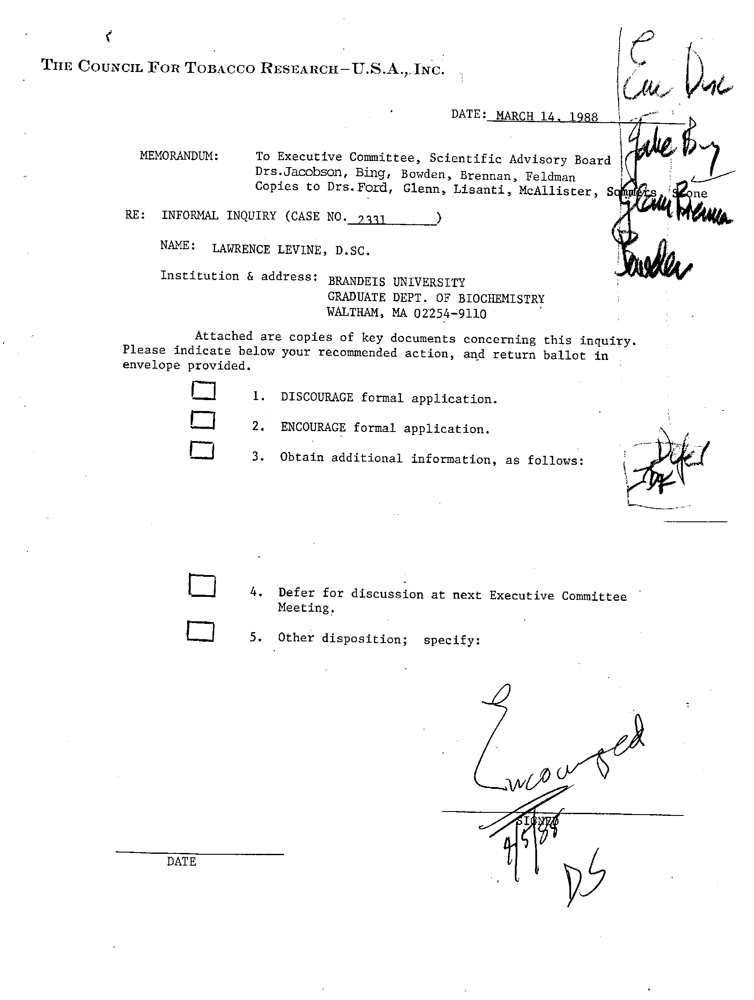 THE COUNCIL FOR TOBACCO RESEARCH-U.S.A., INC.
E
Disc
DATE: MARCH 14, 1988
MEMORANDUM: To Executive Committee, Scientific Advisory Board
Drs.Jacobson, Bing, Bowden, Brennan, Feldman
Copies to Drs.Ford, Glenn, Lisanti, McAllister, Sommers, Stone
Jake Bing
Glenn Brennan
Bowden
RE: INFORMAL INQUIRY (CASE NO. 2331 )
NAME: LAWRENCE LEVINE, D.SC.
Institution & address: BRANDEIS UNIVERSITY
GRADUATE DEPT. OF BIOCHEMISTRY
WALTHAM, MA 02254-9110
Attached are copies of key documents concerning this inquiry.
Please indicate below your recommended action, and return ballot in
envelope provided.
1. DISCOURAGE formal application.
2. ENCOURAGE formal application.
3. Obtain additional information, as follows:
Defer
4. Defer for discussion at next Executive Committee
Meeting.
5. Other disposition; specify:
Encouraged
SIGNED
4/5/88
DS
DATE